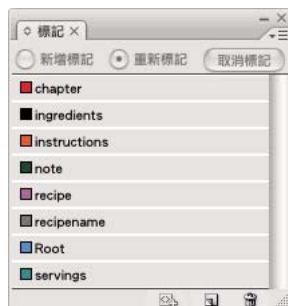 標記
新增標記 重新標記 取消標記
chapter
ingredients
instructions
note
recipe
recipename
Root
servings